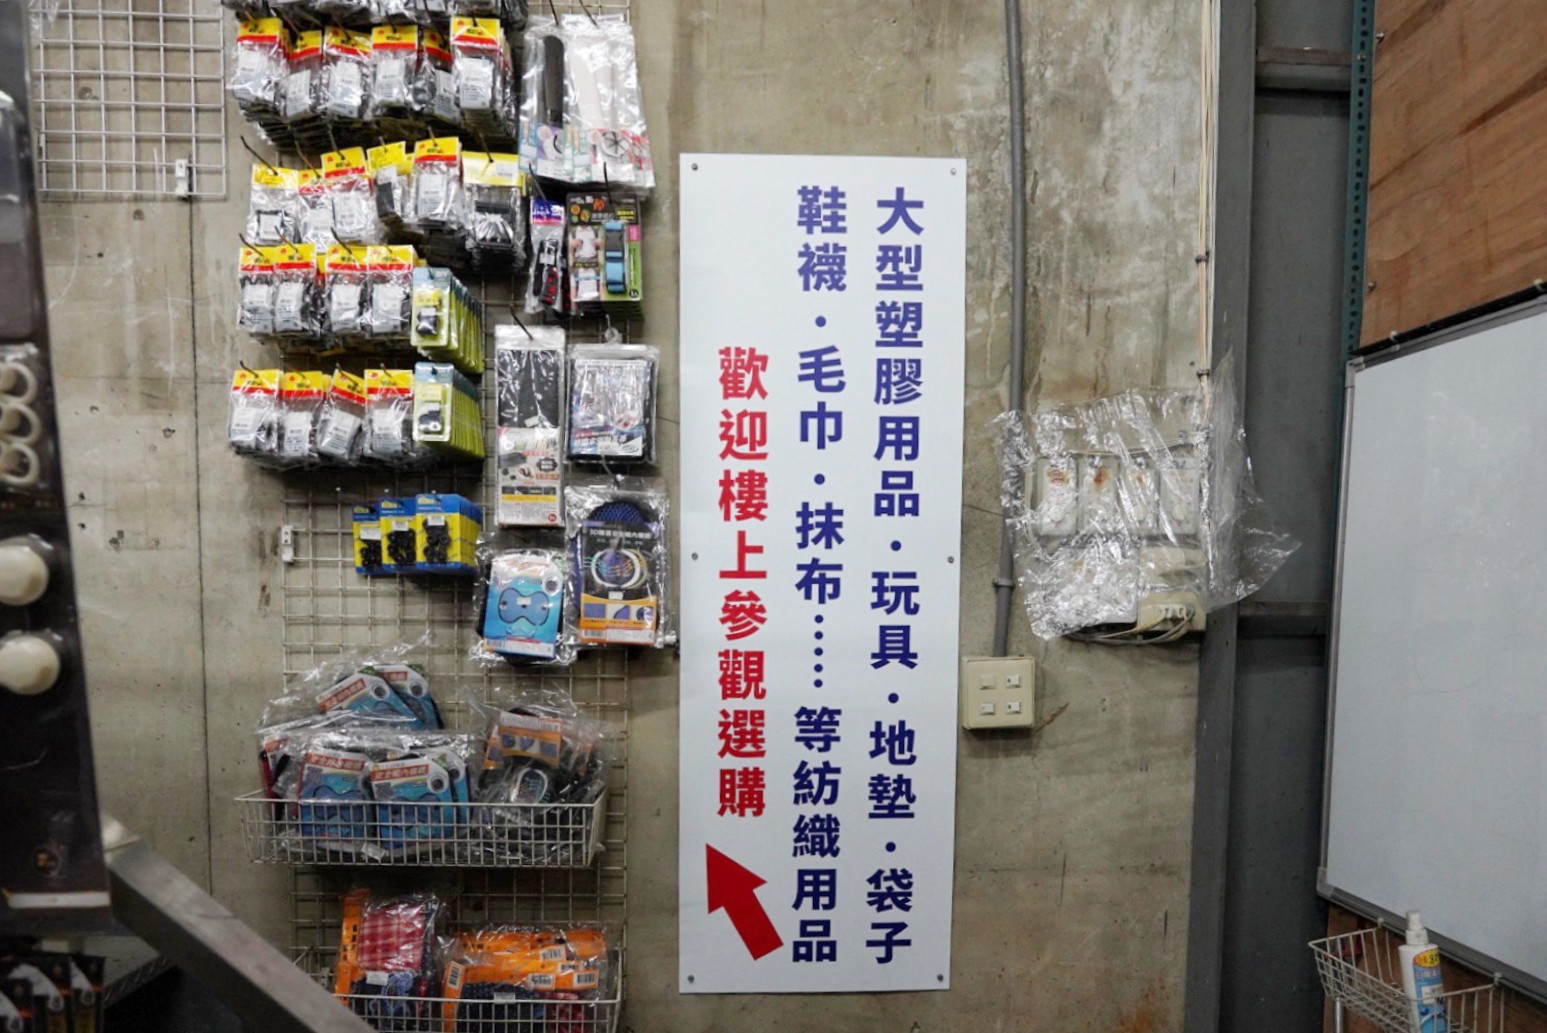 大型塑膠用品・玩具・地墊・袋子
鞋襪・毛巾・抹布……等紡織用品
歡迎樓上參觀選購